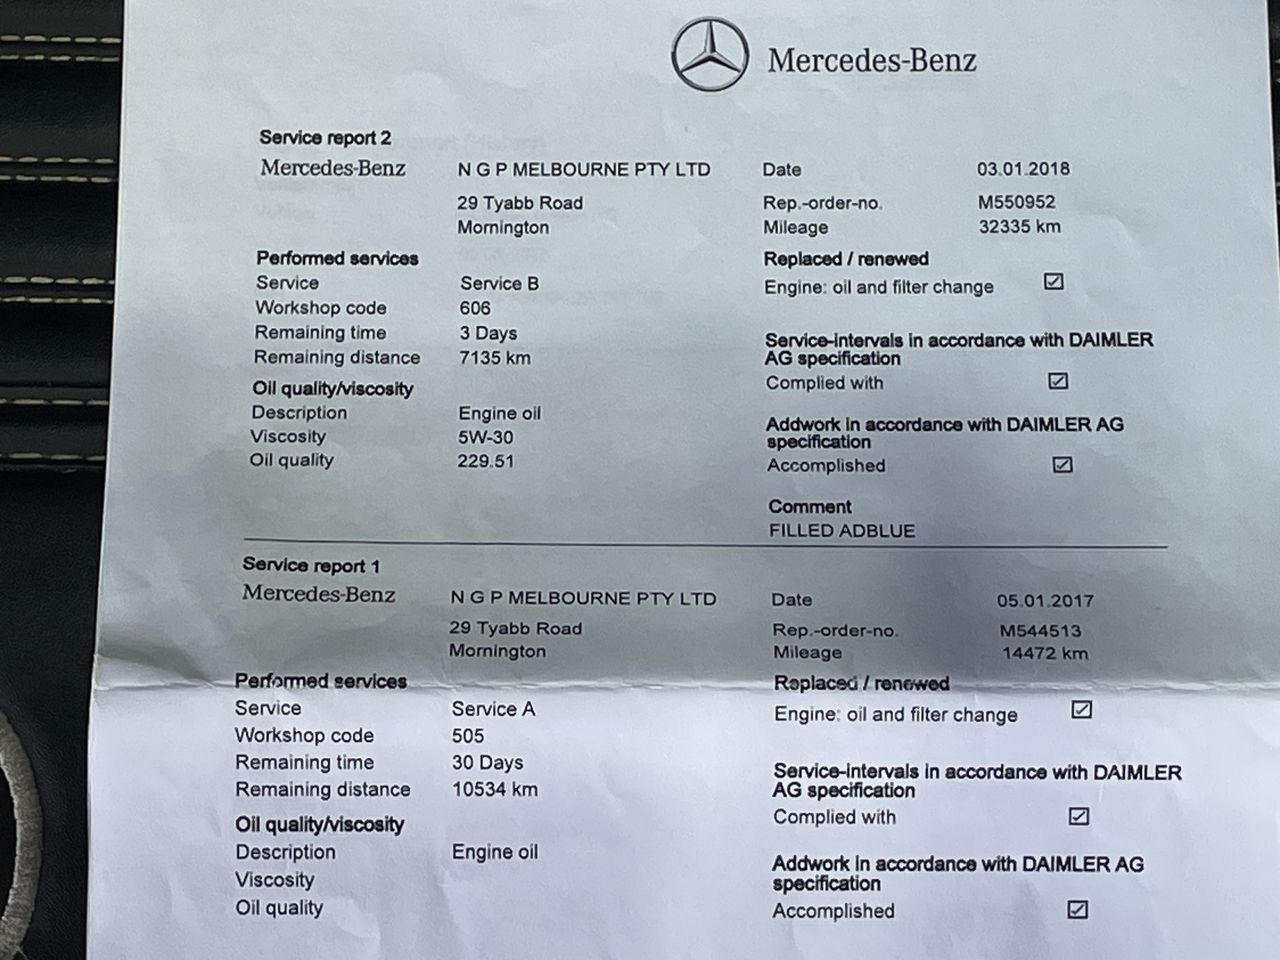 Mercedes-Benz
Service report 2
Mercedes-Benz N G P MELBOURNE PTY LTD Date 03.01.2018
29 Tyabb Road Rep.-order-no. M550952
Mornington Mileage 32335 km
Performed services Replaced / renewed
Service Service B Engine: oil and filter change ☑
Workshop code 606
Remaining time 3 Days Service-intervals in accordance with DAIMLER
Remaining distance 7135 km AG specification
Oil quality/viscosity Complied with ☑
Description Engine oil Addwork in accordance with DAIMLER AG
Viscosity 5W-30 specification
Oil quality 229.51 Accomplished ☑
Comment
FILLED ADBLUE
Service report 1
Mercedes-Benz N G P MELBOURNE PTY LTD Date 05.01.2017
29 Tyabb Road Rep.-order-no. M544513
Mornington Mileage 14472 km
Performed services Replaced / renewed
Service Service A Engine: oil and filter change ☑
Workshop code 505
Remaining time 30 Days Service-intervals in accordance with DAIMLER
Remaining distance 10534 km AG specification
Oil quality/viscosity Complied with ☑
Description Engine oil Addwork in accordance with DAIMLER AG
Viscosity specification
Oil quality Accomplished ☑